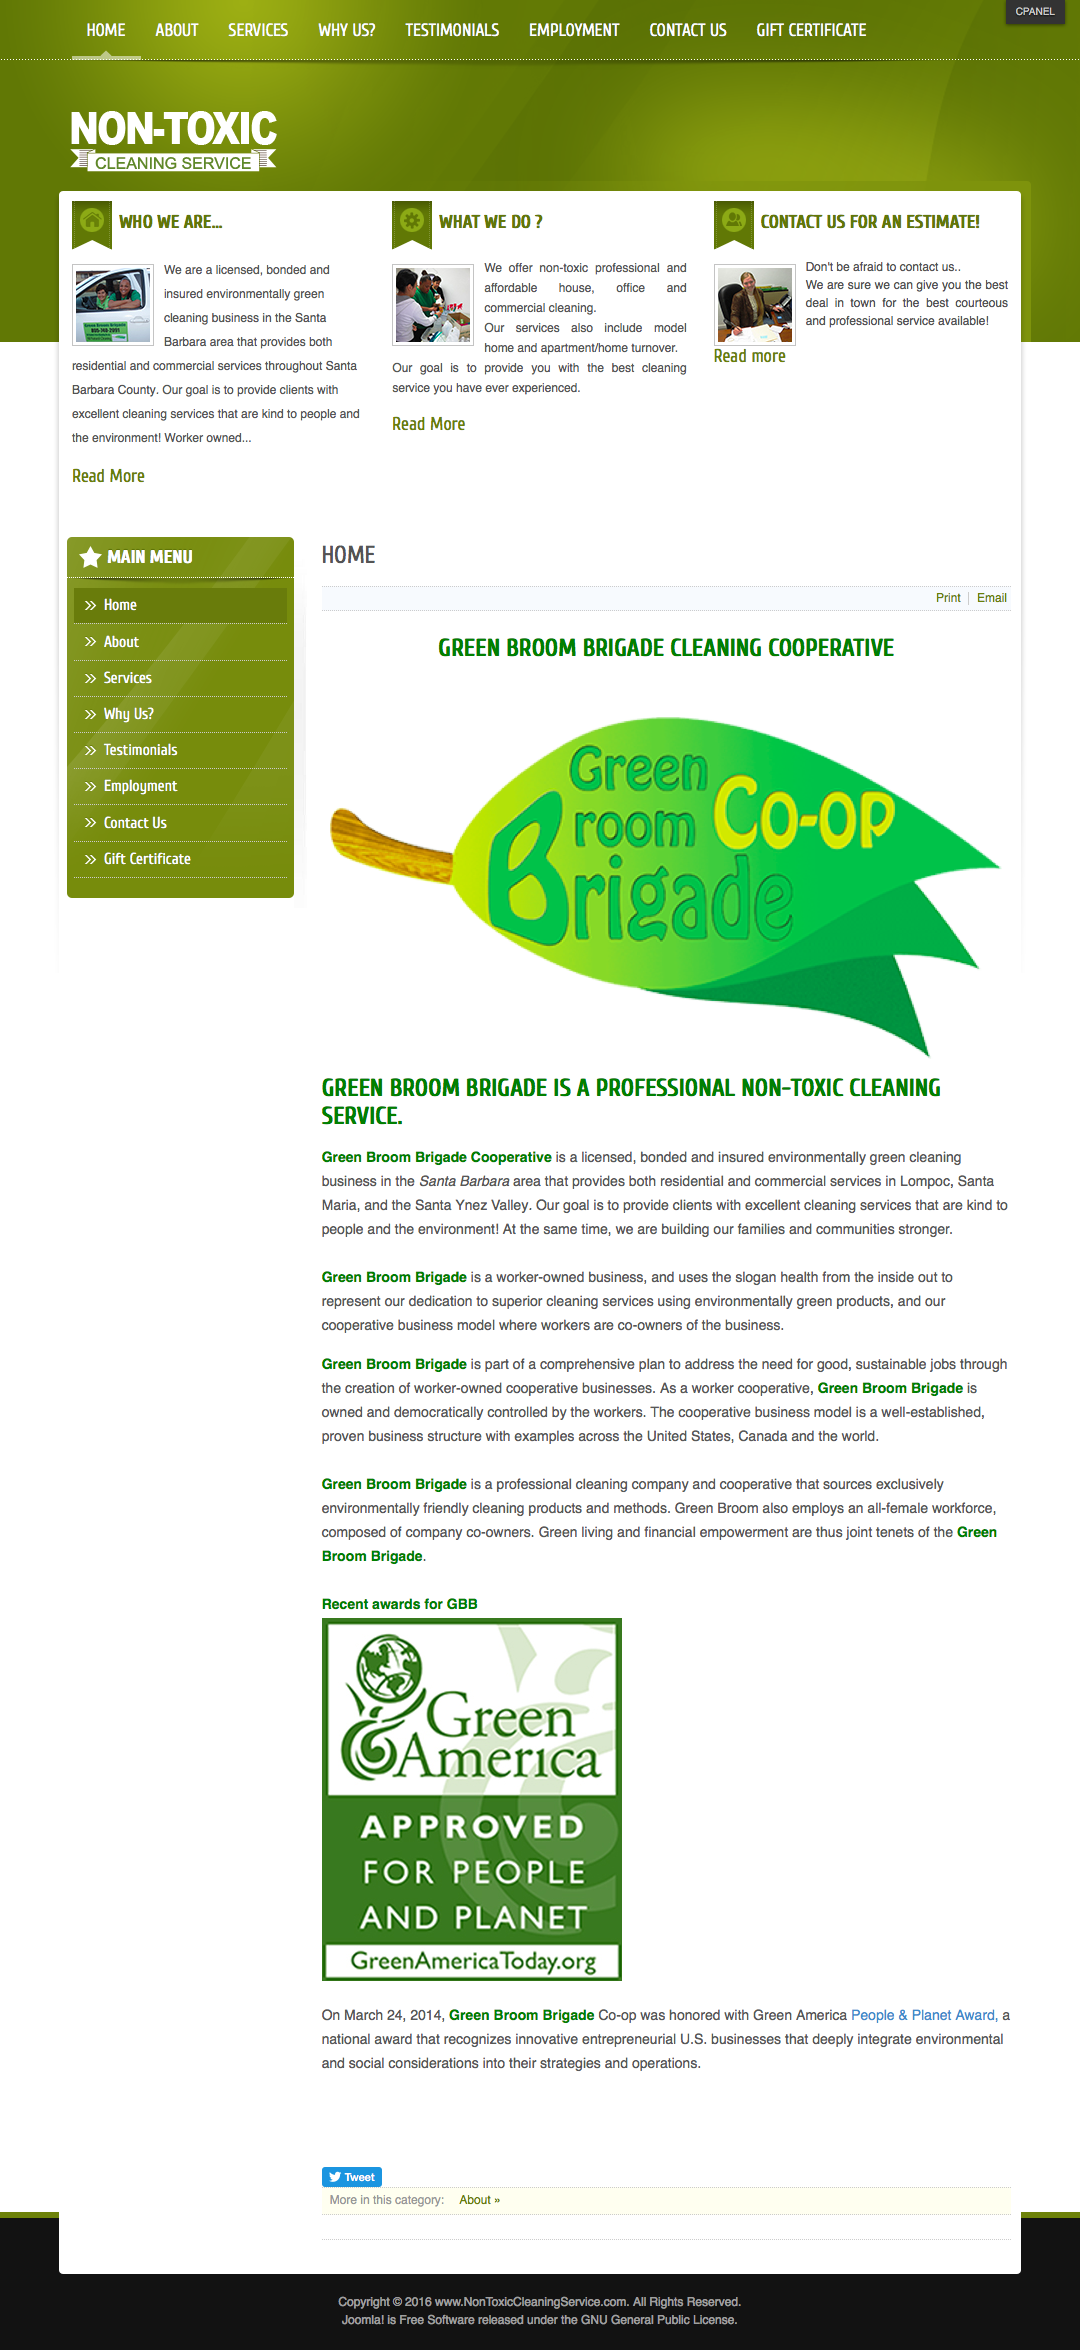 CPANEL
HOME ABOUT SERVICES WHY US? TESTIMONIALS EMPLOYMENT CONTACT US GIFT CERTIFICATE
NON-TOXIC
CLEANING SERVICE
WHO WE ARE...
We are a licensed, bonded and
insured environmentally green
cleaning business in the Santa
Barbara area that provides both
residential and commercial services throughout Santa
Barbara County. Our goal is to provide clients with
excellent cleaning services that are kind to people and
the environment! Worker owned...
Read More
WHAT WE DO ?
We offer non-toxic professional and
affordable house, office and
commercial cleaning.
Our services also include model
home and apartment/home turnover.
Our goal is to provide you with the best cleaning
service you have ever experienced.
Read More
CONTACT US FOR AN ESTIMATE!
Don't be afraid to contact us..
We are sure we can give you the best
deal in town for the best courteous
and professional service available!
Read more
MAIN MENU
Home
About
Services
Why Us?
Testimonials
Employment
Contact Us
Gift Certificate
HOME
Print Email
GREEN BROOM BRIGADE CLEANING COOPERATIVE
Green
Broom Co-op
Brigade
GREEN BROOM BRIGADE IS A PROFESSIONAL NON-TOXIC CLEANING
SERVICE.
Green Broom Brigade Cooperative is a licensed, bonded and insured environmentally green cleaning
business in the Santa Barbara area that provides both residential and commercial services in Lompoc, Santa
Maria, and the Santa Ynez Valley. Our goal is to provide clients with excellent cleaning services that are kind to
people and the environment! At the same time, we are building our families and communities stronger.
Green Broom Brigade is a worker-owned business, and uses the slogan health from the inside out to
represent our dedication to superior cleaning services using environmentally green products, and our
cooperative business model where workers are co-owners of the business.
Green Broom Brigade is part of a comprehensive plan to address the need for good, sustainable jobs through
the creation of worker-owned cooperative businesses. As a worker cooperative, Green Broom Brigade is
owned and democratically controlled by the workers. The cooperative business model is a well-established,
proven business structure with examples across the United States, Canada and the world.
Green Broom Brigade is a professional cleaning company and cooperative that sources exclusively
environmentally friendly cleaning products and methods. Green Broom also employs an all-female workforce,
composed of company co-owners. Green living and financial empowerment are thus joint tenets of the Green
Broom Brigade.
Recent awards for GBB
Green
America
APPROVED
FOR PEOPLE
AND PLANET
GreenAmericaToday.org
On March 24, 2014, Green Broom Brigade Co-op was honored with Green America People & Planet Award, a
national award that recognizes innovative entrepreneurial U.S. businesses that deeply integrate environmental
and social considerations into their strategies and operations.
Tweet
More in this category: About »
Copyright © 2016 www.NonToxicCleaningService.com. All Rights Reserved.
Joomla! is Free Software released under the GNU General Public License.